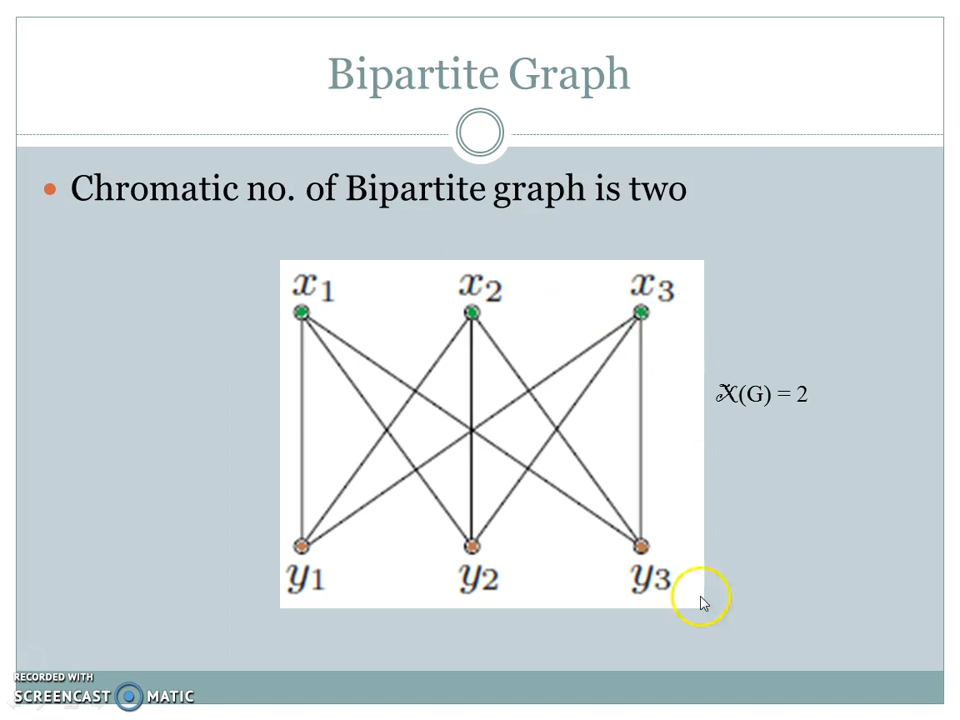 Bipartite Graph
Chromatic no. of Bipartite graph is two
x1 x2 x3
𝒳(G) = 2
y1 y2 y3
RECORDED WITH
SCREENCAST MATIC